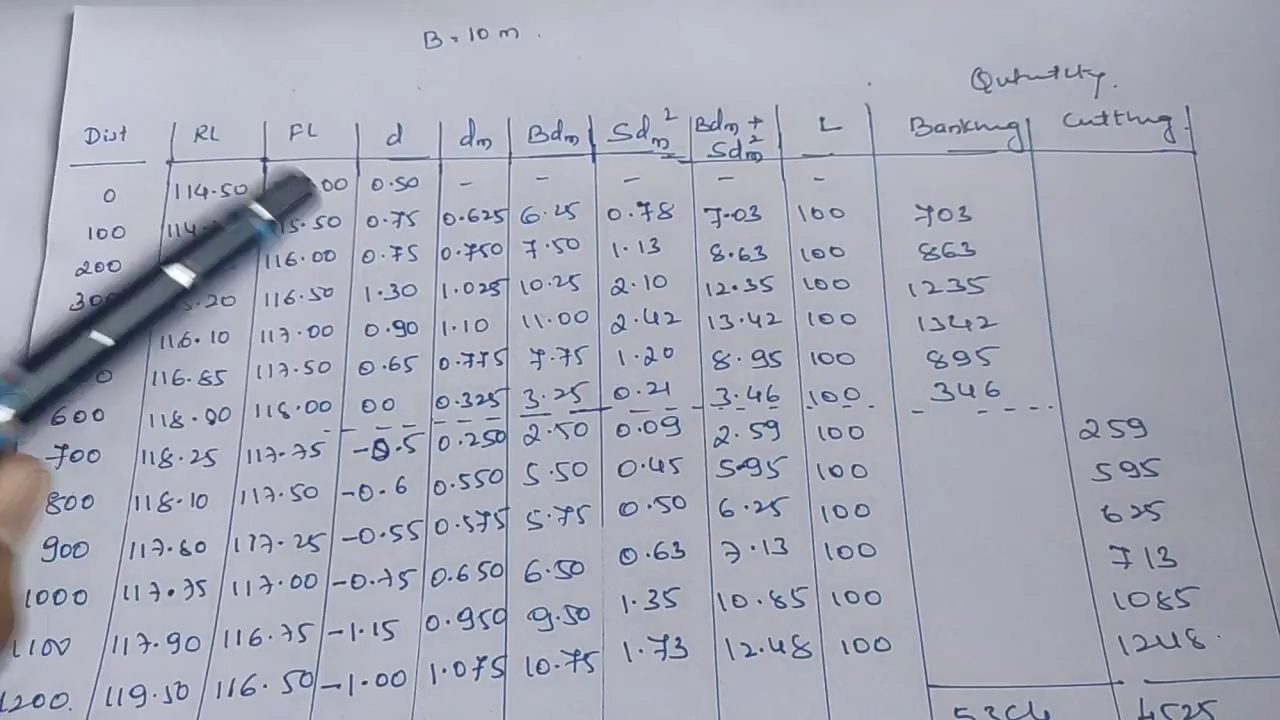 B = 10 m.
Qutntity.
Dist RL FL d dm Bdm Sdm² Bdm + Sdm² L Banking Cutting
0 114.50 .00 0.50 - - - - -
100 114. 15.50 0.75 0.625 6.25 0.78 7.03 100 703
200 116.00 0.75 0.750 7.50 1.13 8.63 100 863
300 .20 116.50 1.30 1.025 10.25 2.10 12.35 100 1235
116.10 117.00 0.90 1.10 11.00 2.42 13.42 100 1342
116.85 117.50 0.65 0.775 7.75 1.20 8.95 100 895
600 118.00 118.00 00 0.325 3.25 0.21 3.46 100 346
700 118.25 117.75 -0.5 0.250 2.50 0.09 2.59 100 259
800 118.10 117.50 -0.6 0.550 5.50 0.45 5.95 100 595
900 117.80 117.25 -0.55 0.575 5.75 0.50 6.25 100 625
1000 117.75 117.00 -0.75 0.650 6.50 0.63 7.13 100 713
1100 117.90 116.75 -1.15 0.950 9.50 1.35 10.85 100 1085
1200. 119.50 116.50 -1.00 1.075 10.75 1.73 12.48 100 1248.
4525